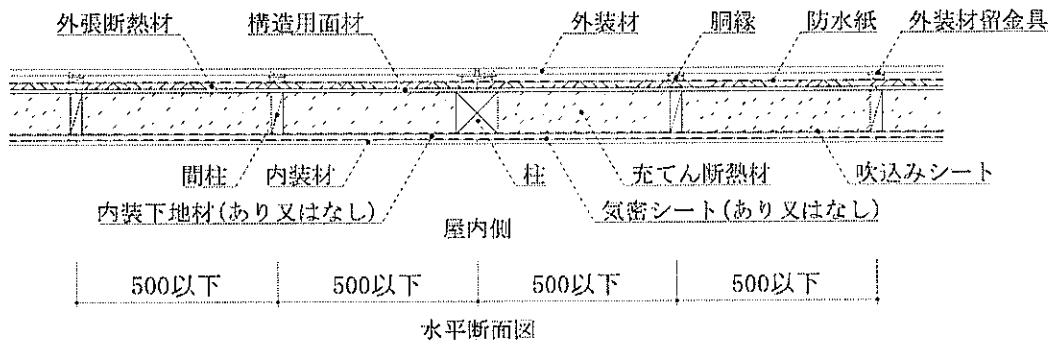 外張断熱材 構造用面材 外装材 胴縁 防水紙 外装材留金具
間柱 内装材 柱 充てん断熱材 吹込みシート
内装下地材(あり又はなし) 気密シート(あり又はなし)
屋内側
500以下 500以下 500以下 500以下
水平断面図